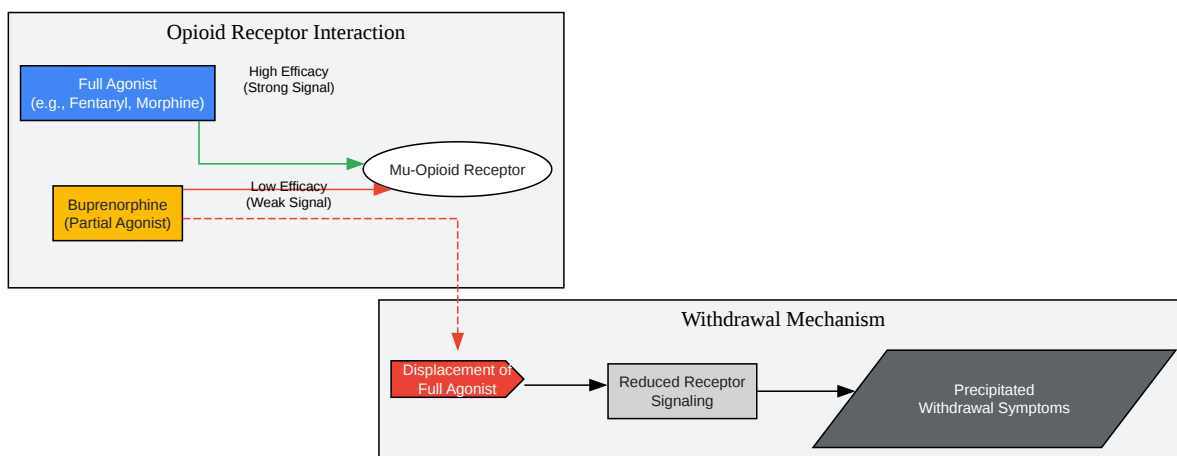 Opioid Receptor Interaction
Full Agonist
(e.g., Fentanyl, Morphine)
High Efficacy
(Strong Signal)
Mu-Opioid Receptor
Buprenorphine
(Partial Agonist)
Low Efficacy
(Weak Signal)
Withdrawal Mechanism
Displacement of
Full Agonist
Reduced Receptor
Signaling
Precipitated
Withdrawal Symptoms